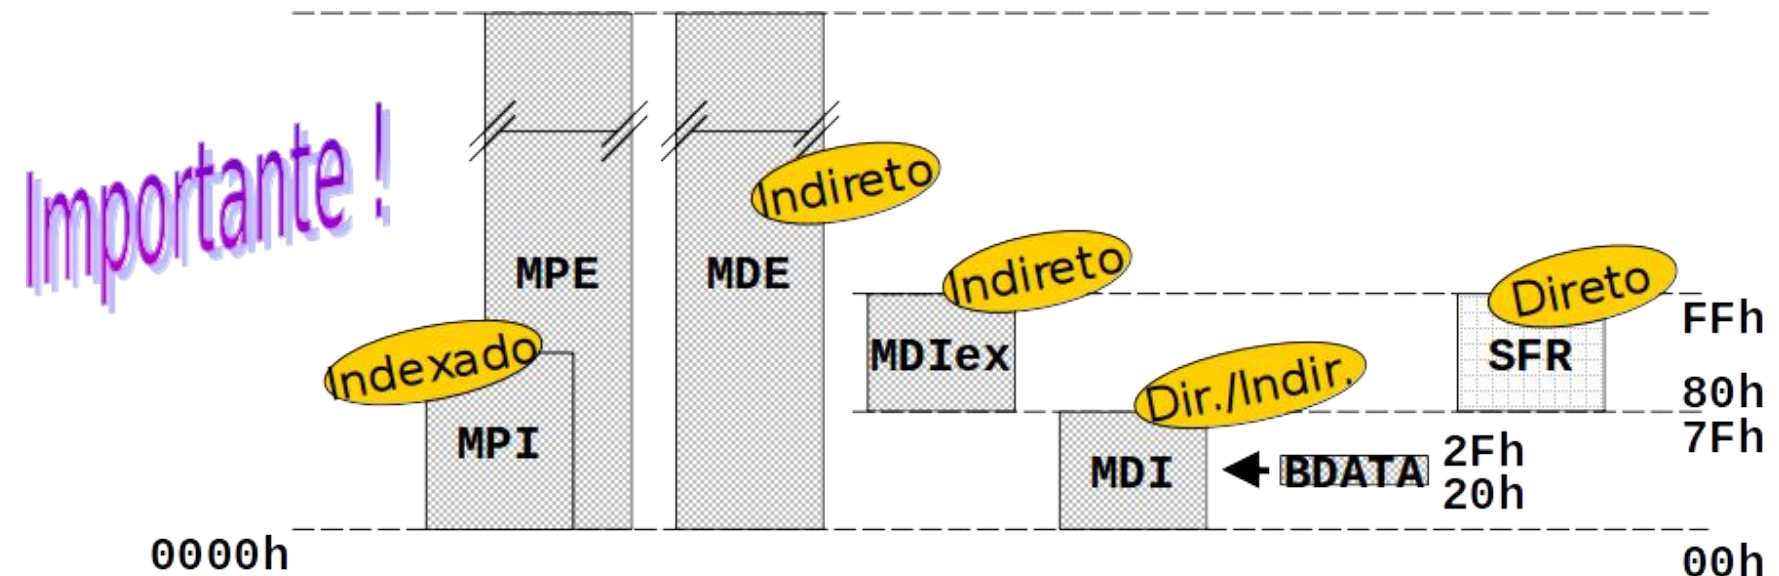 Importante !
Indireto
Indireto
Direto
MPE
MDE
FFh
Indexado
MDIex
SFR
Dir./Indir.
80h
MPI
7Fh
MDI
BDATA
2Fh
20h
0000h
00h